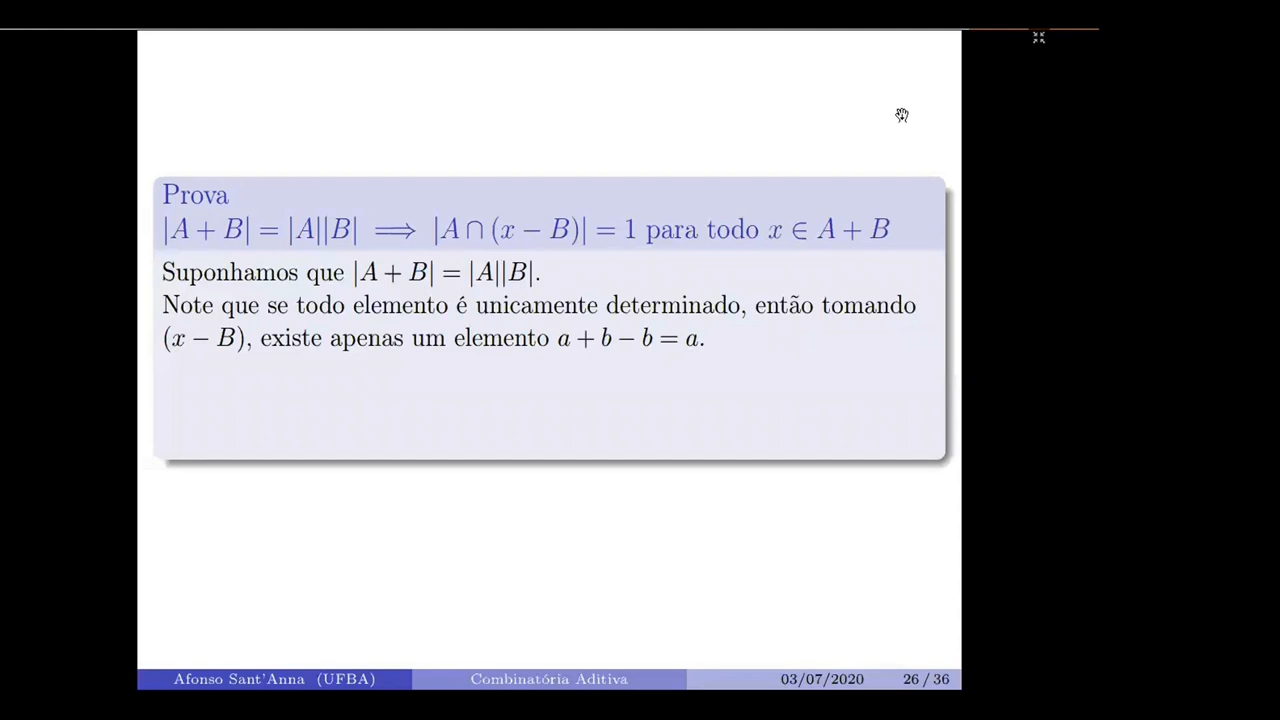 Prova
|A + B| = |A||B| ⟹ |A ∩ (x − B)| = 1 para todo x ∈ A + B
Suponhamos que |A + B| = |A||B|.
Note que se todo elemento é unicamente determinado, então tomando
(x − B), existe apenas um elemento a + b − b = a.
Afonso Sant'Anna (UFBA) Combinatória Aditiva 03/07/2020 26 / 36